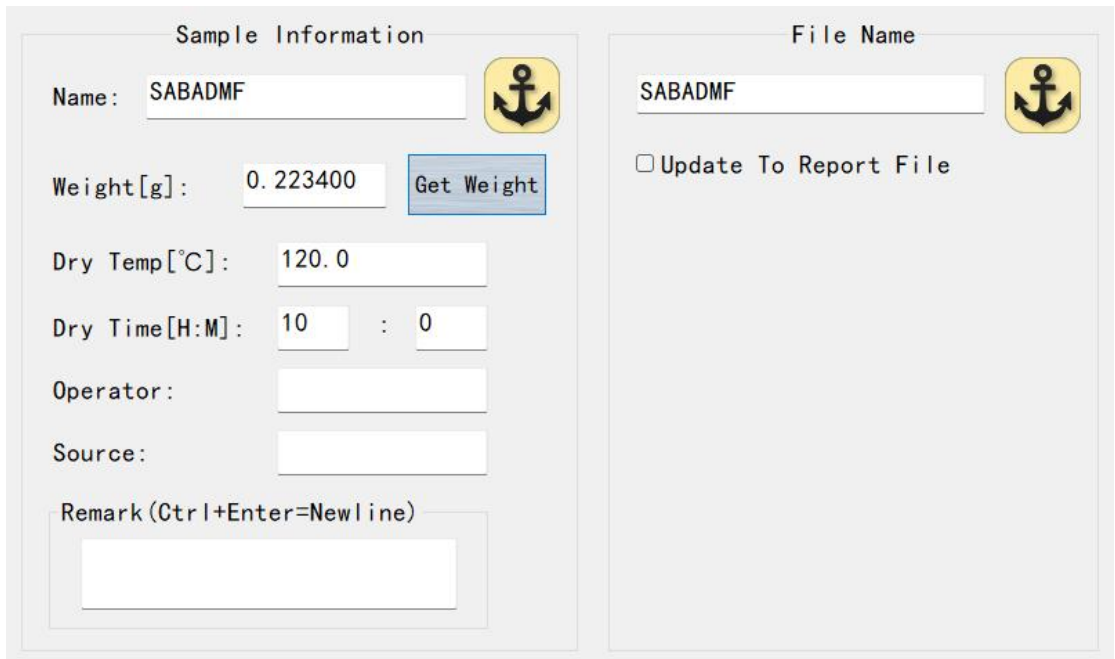 Sample Information
Name: SABADMF
Weight[g]: 0.223400 Get Weight
Dry Temp[℃]: 120.0
Dry Time[H:M]: 10 : 0
Operator:
Source:
Remark(Ctrl+Enter=Newline)
File Name
SABADMF
Update To Report File